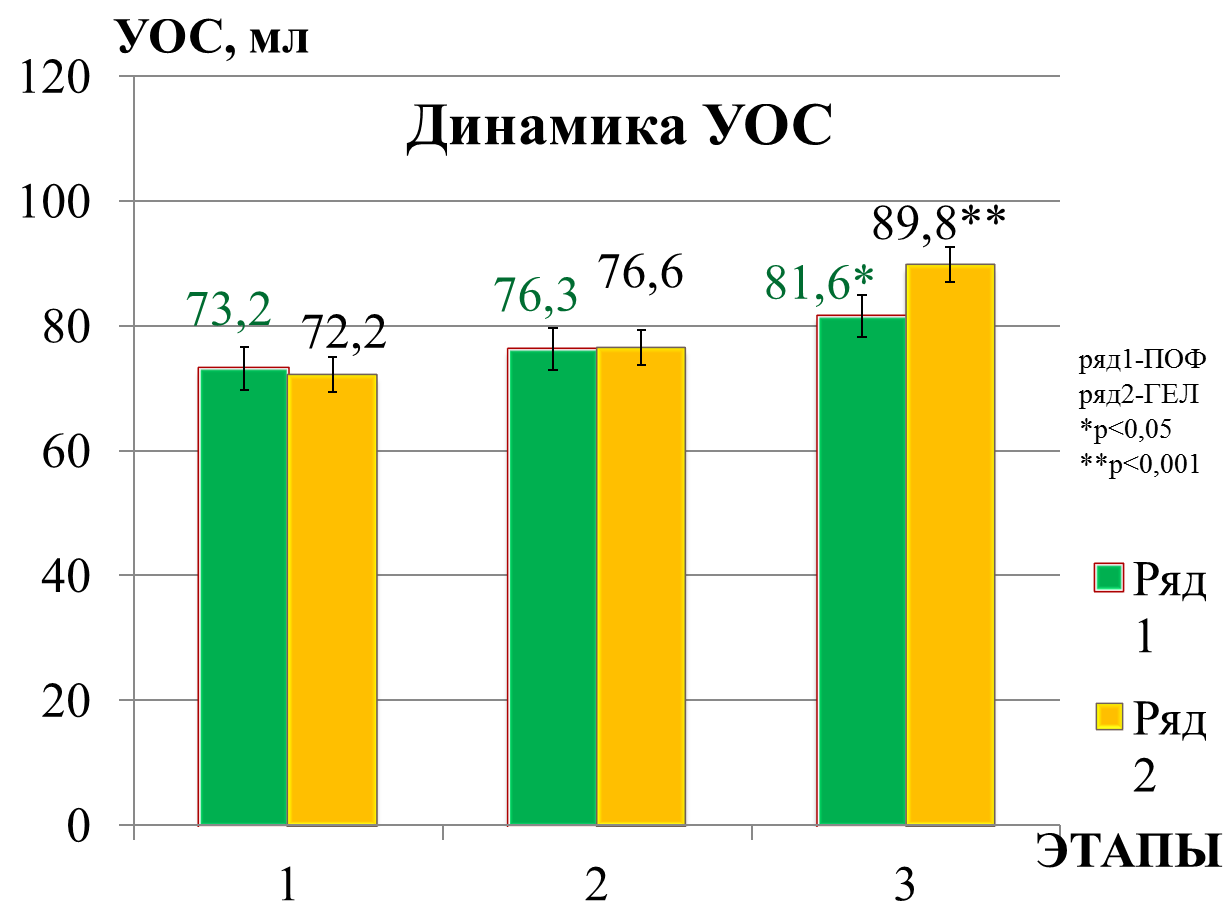 УОС, мл
Динамика УОС
120
100
80
60
40
20
0
73,2
72,2
76,3
76,6
81,6*
89,8**
1
2
3
ЭТАПЫ
ряд1-ПОФ
ряд2-ГЕЛ
*р<0,05
**р<0,001
Ряд
1
Ряд
2